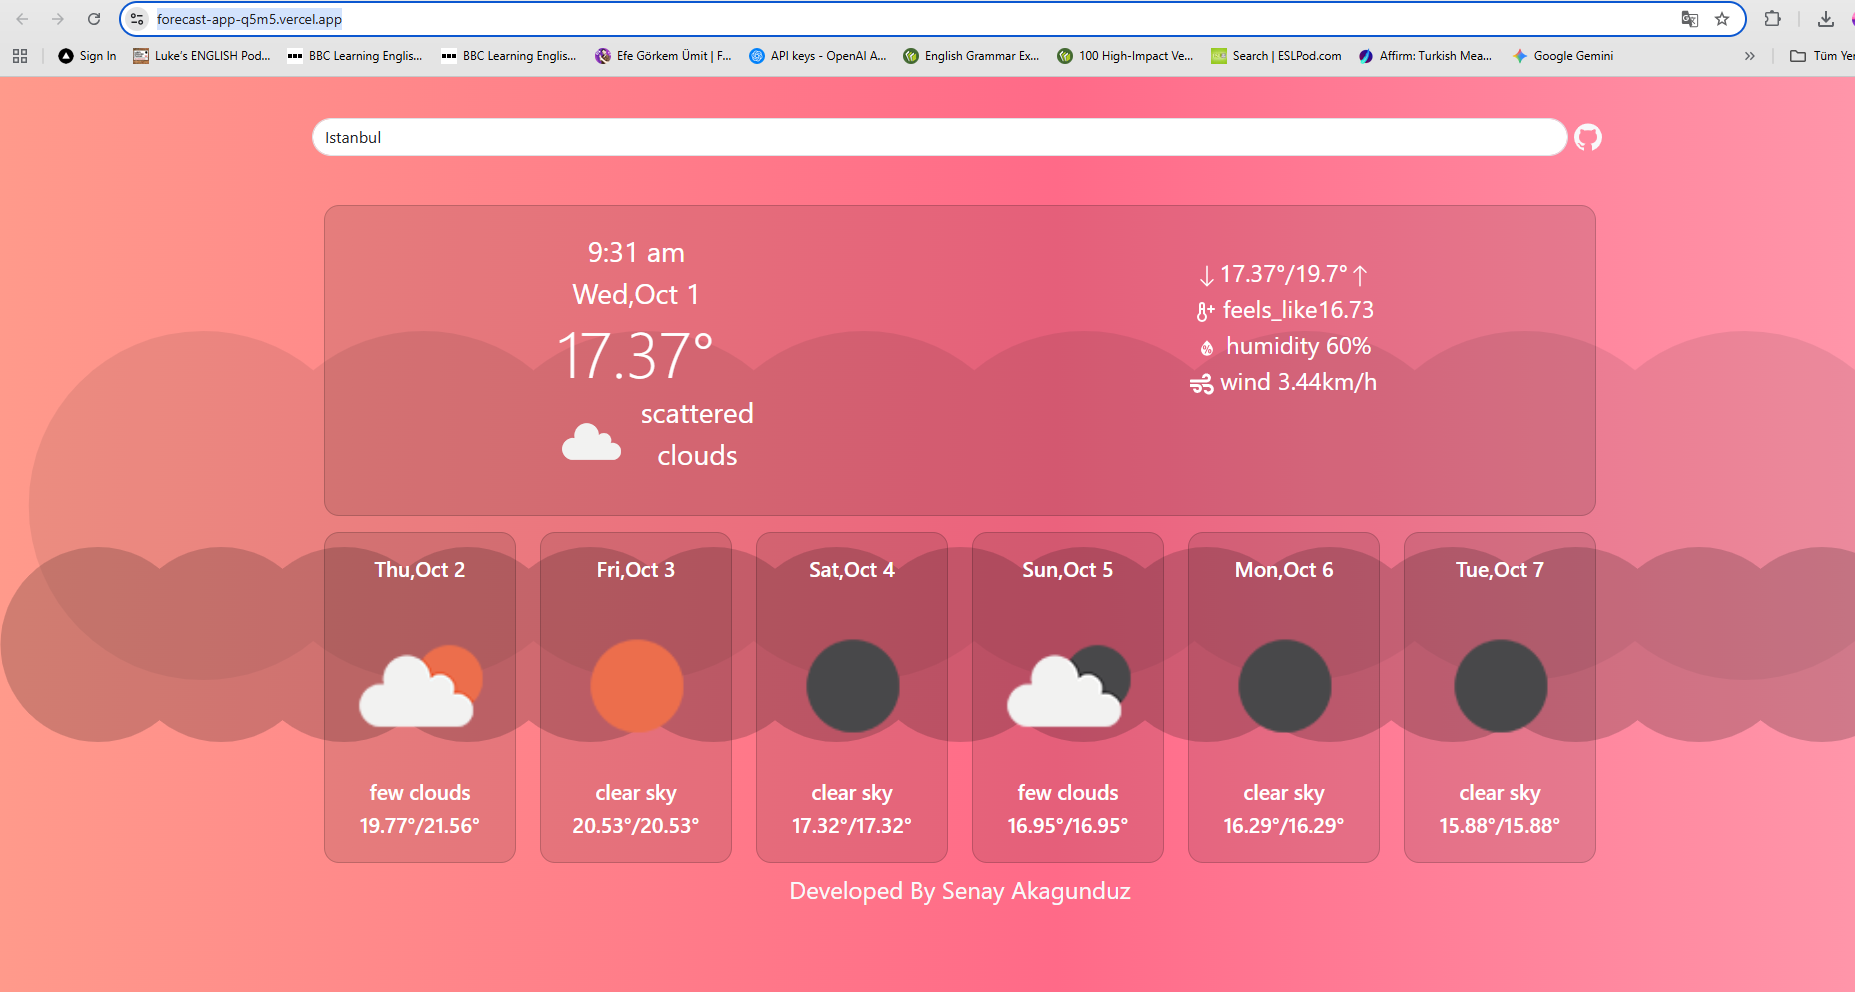 forecast-app-q5m5.vercel.app
Sign In
Luke's ENGLISH Pod...
BBC Learning Englis...
BBC Learning Englis...
Efe Görkem Ümit | F...
API keys - OpenAI A...
English Grammar Ex...
100 High-Impact Ve...
Search | ESLPod.com
Affirm: Turkish Mea...
Google Gemini
»
Tüm Yer
Istanbul
9:31 am
Wed,Oct 1
17.37°
scattered
clouds
↓17.37°/19.7°↑
feels_like16.73
humidity 60%
wind 3.44km/h
Thu,Oct 2
few clouds
19.77°/21.56°
Fri,Oct 3
clear sky
20.53°/20.53°
Sat,Oct 4
clear sky
17.32°/17.32°
Sun,Oct 5
few clouds
16.95°/16.95°
Mon,Oct 6
clear sky
16.29°/16.29°
Tue,Oct 7
clear sky
15.88°/15.88°
Developed By Senay Akagunduz